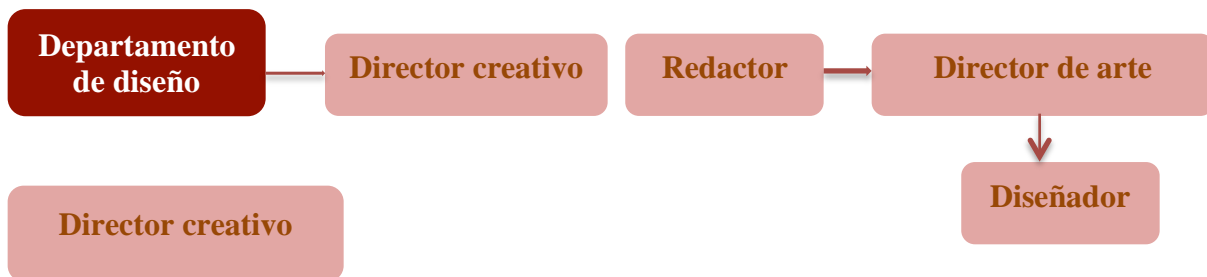 Departamento
de diseño
Director creativo
Redactor
Director de arte
Diseñador
Director creativo